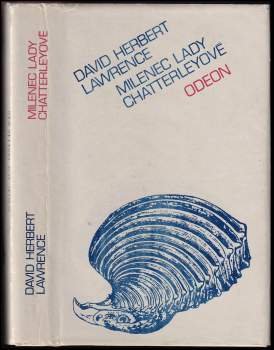 DAVID HERBERT
LAWRENCE
MILENEC LADY
CHATTERLEYOVÉ
ODEON
MILENEC LADY
CHATTERLEYOVÉ
DAVID HERBERT
LAWRENCE